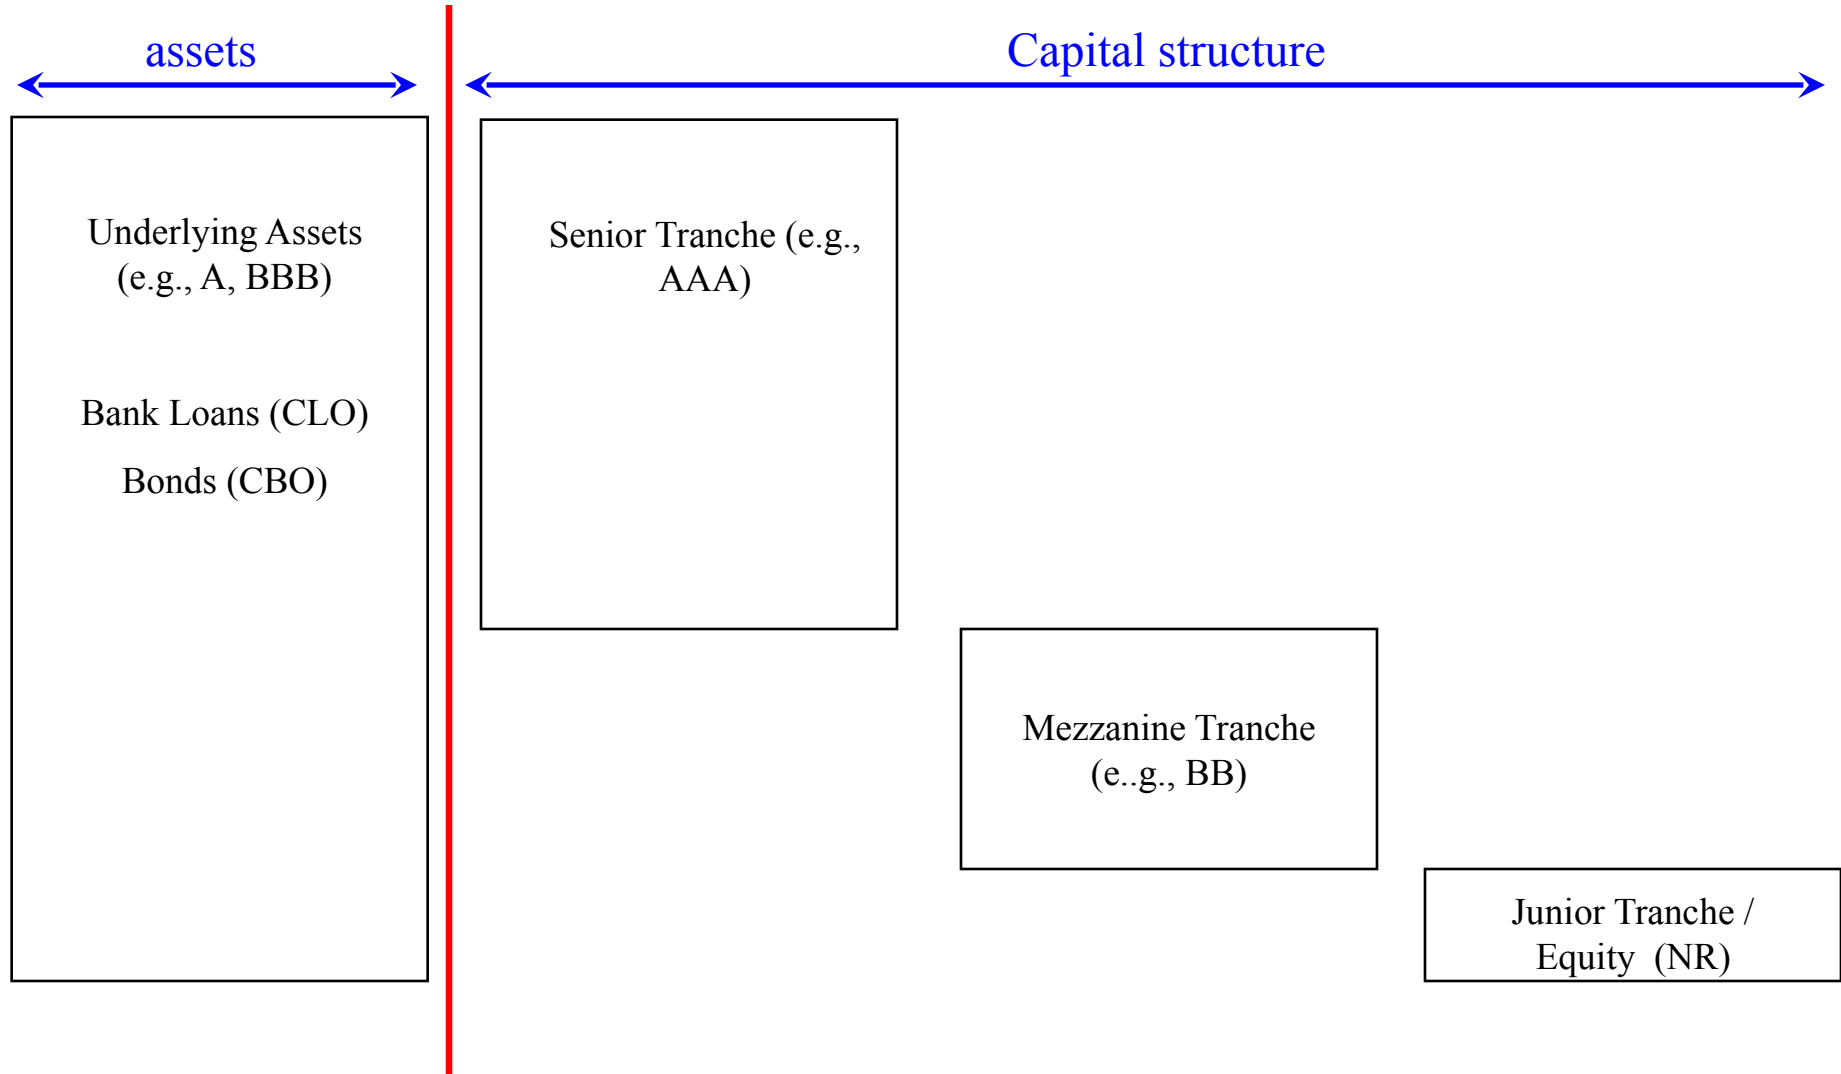 assets
Capital structure
Underlying Assets
(e.g., A, BBB)
Bank Loans (CLO)
Bonds (CBO)
Senior Tranche (e.g.,
AAA)
Mezzanine Tranche
(e..g., BB)
Junior Tranche /
Equity  (NR)